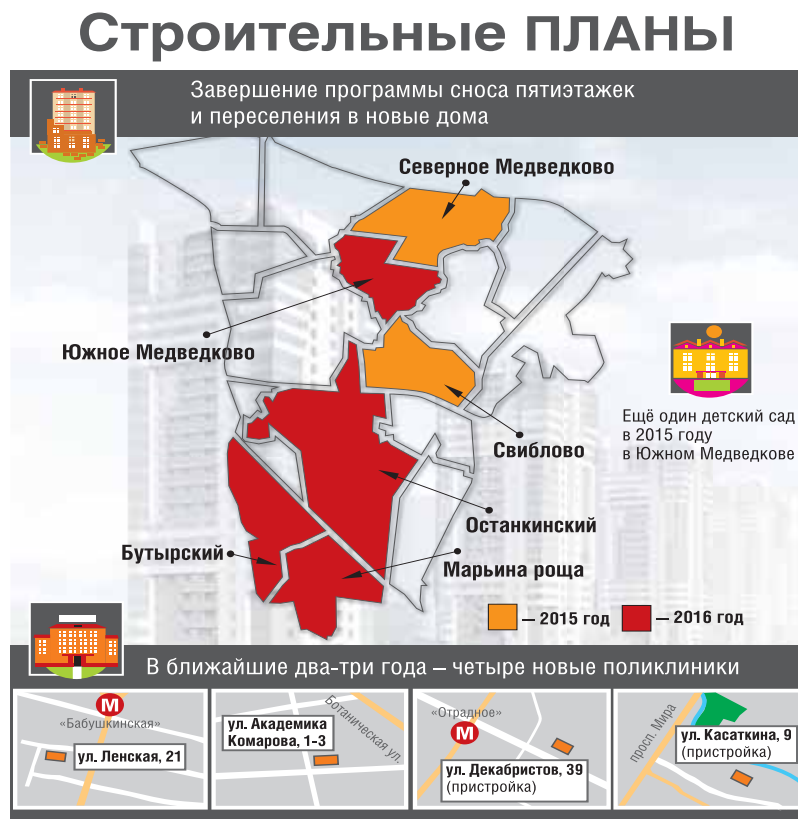 Строительные ПЛАНЫ
Завершение программы сноса пятиэтажек
и переселения в новые дома
Северное Медведково
Южное Медведково
Ещё один детский сад
в 2015 году
в Южном Медведкове
Свиблово
Останкинский
Бутырский
Марьина роща
– 2015 год
– 2016 год
В ближайшие два-три года – четыре новые поликлиники
М
«Бабушкинская»
ул. Ленская, 21
Ботаническая ул.
ул. Академика
Комарова, 1-3
«Отрадное»
М
ул. Декабристов, 39
(пристройка)
просп. Мира
ул. Касаткина, 9
(пристройка)